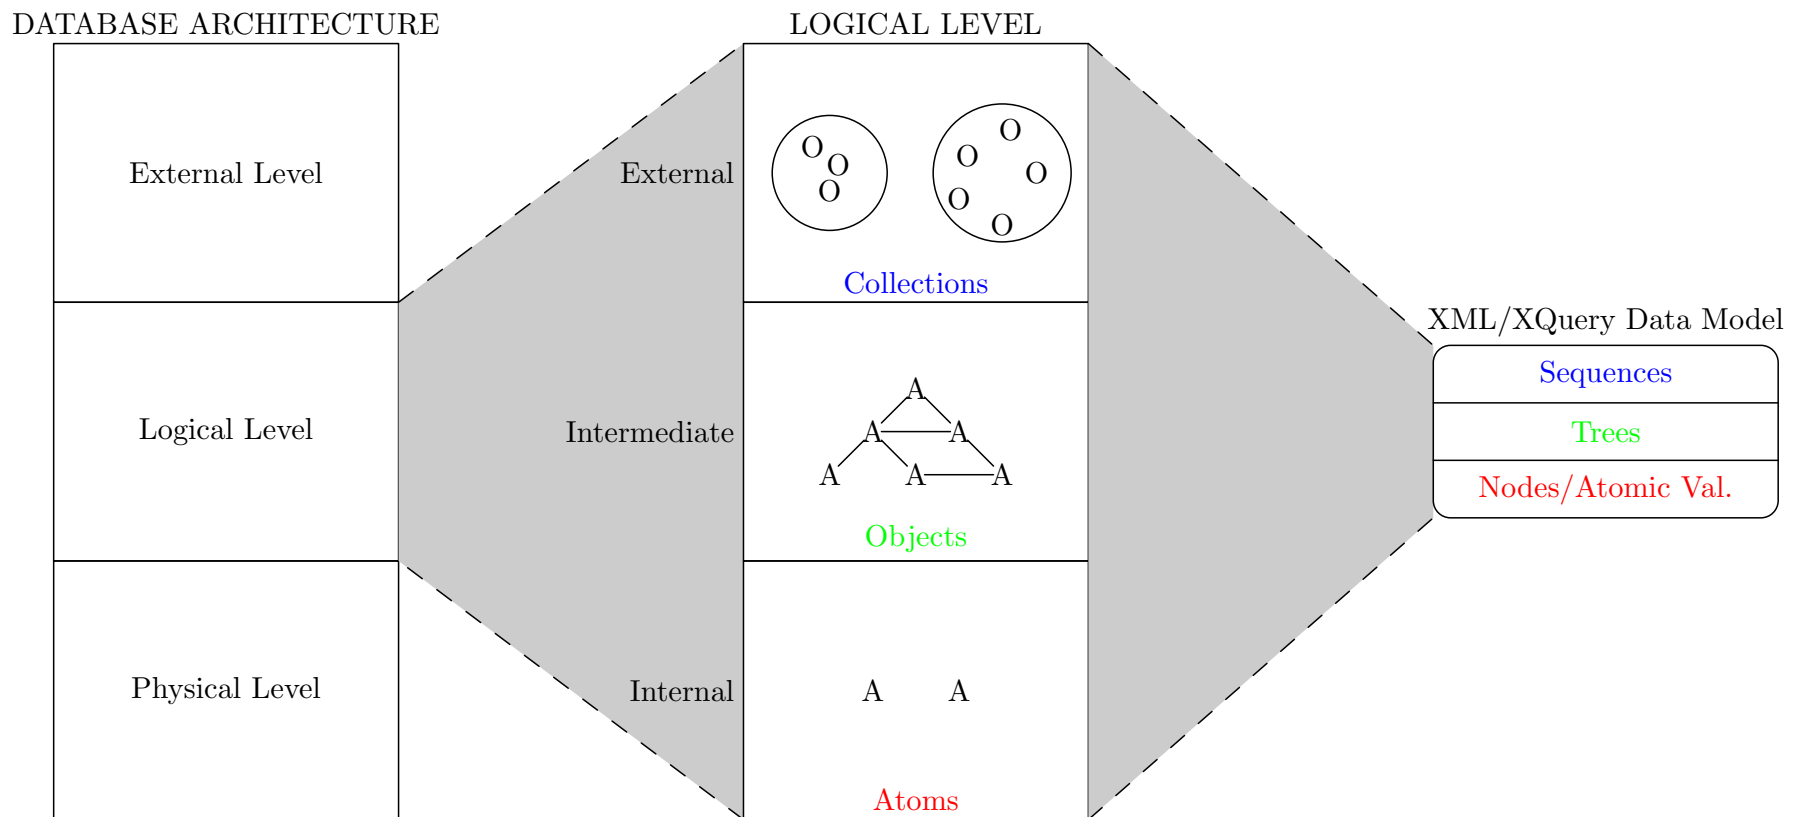 DATABASE ARCHITECTURE
External Level
Logical Level
Physical Level
LOGICAL LEVEL
External
O
O
O
O
O
O
O
O
Collections
Intermediate
A
A A
A A A
Objects
Internal
A A
Atoms
XML/XQuery Data Model
Sequences
Trees
Nodes/Atomic Val.